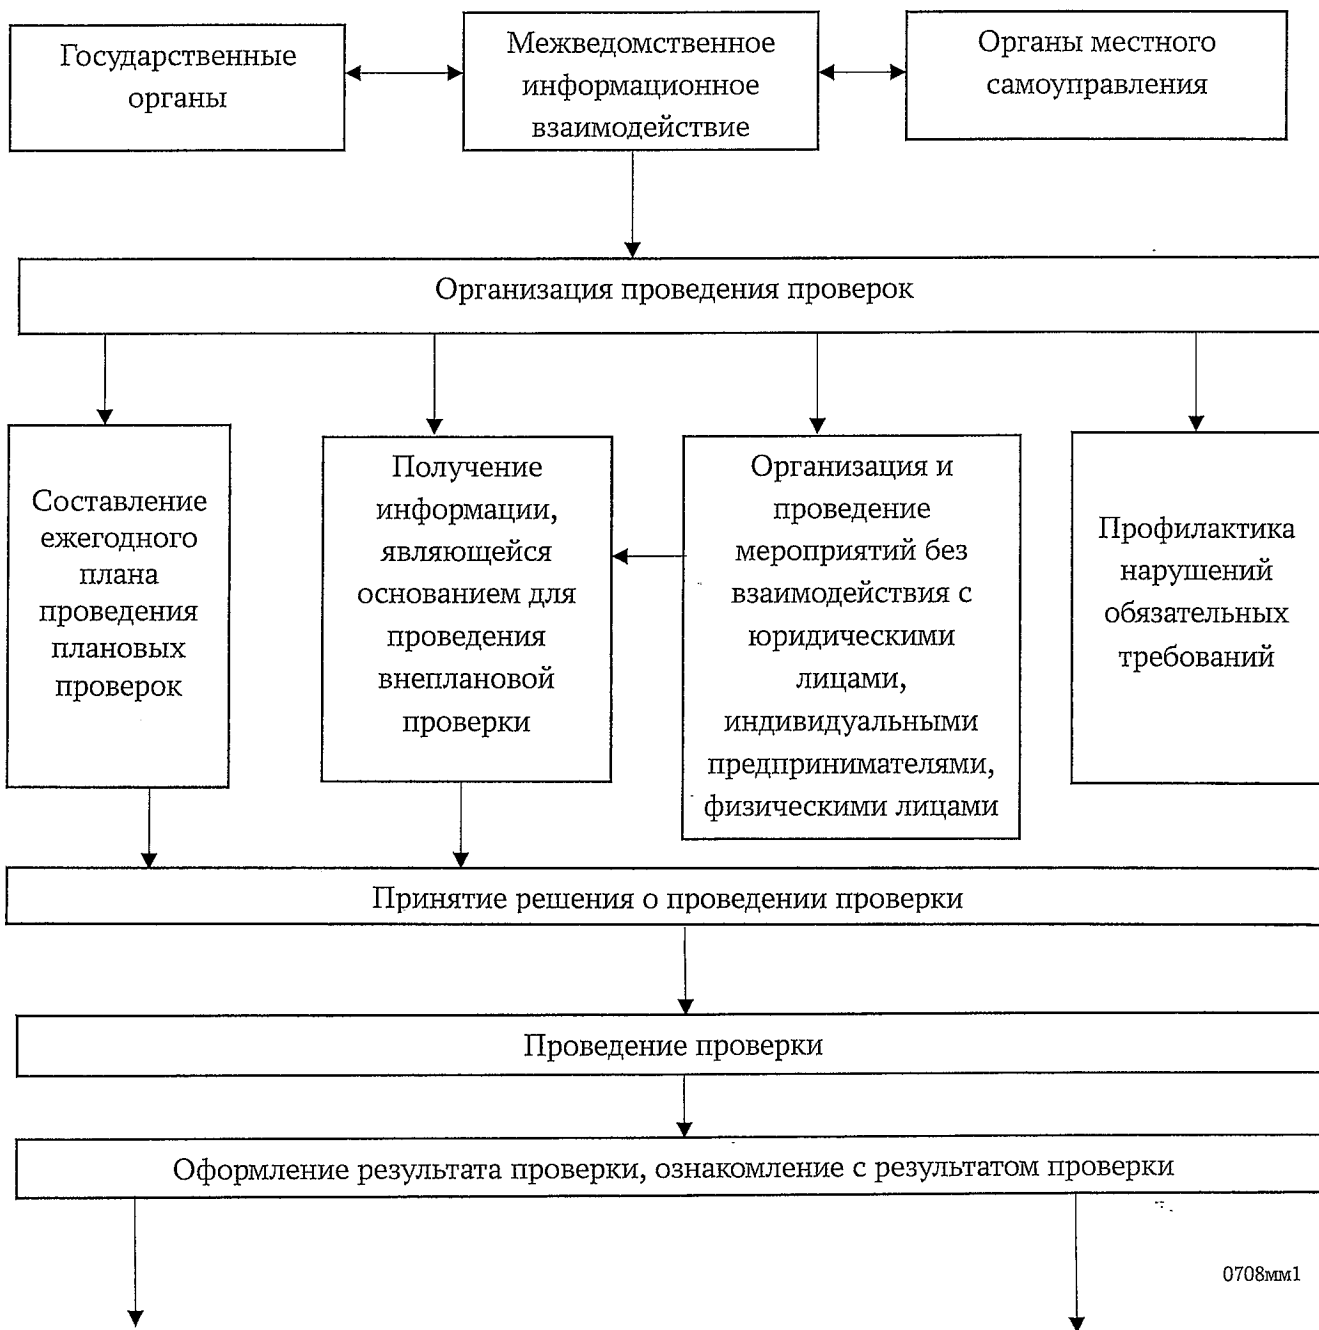 Государственные
органы
Межведомственное
информационное
взаимодействие
Органы местного
самоуправления
Организация проведения проверок
Составление
ежегодного
плана
проведения
плановых
проверок
Получение
информации,
являющейся
основанием для
проведения
внеплановой
проверки
Организация и
проведение
мероприятий без
взаимодействия с
юридическими
лицами,
индивидуальными
предпринимателями,
физическими лицами
Профилактика
нарушений
обязательных
требований
Принятие решения о проведении проверки
Проведение проверки
Оформление результата проверки, ознакомление с результатом проверки
0708мм1